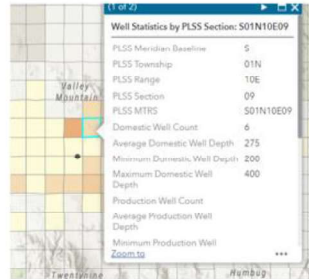 (1 of 2)
Well Statistics by PLSS Section: S01N10E09
PLSS Meridian Baseline S
PLSS Township 01N
PLSS Range 10E
PLSS Section 09
PLSS MTRS S01N10E09
Domestic Well Count 6
Average Domestic Well Depth 275
Minimum Domestic Well Depth 200
Maximum Domestic Well 400
Depth
Production Well Count
Average Production Well
Depth
Minimum Production Well
Zoom to
Valley
Mountain
Twentynine
Humbug